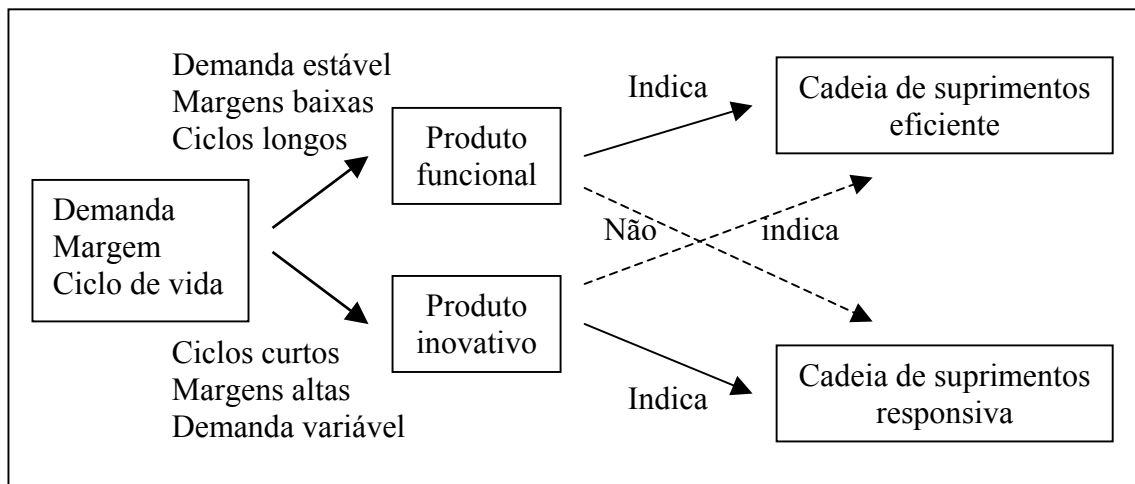 Demanda estável
Margens baixas
Ciclos longos
Demanda
Margem
Ciclo de vida
Ciclos curtos
Margens altas
Demanda variável
Produto
funcional
Produto
inovativo
Indica
Não indica
Indica
Cadeia de suprimentos
eficiente
Cadeia de suprimentos
responsiva